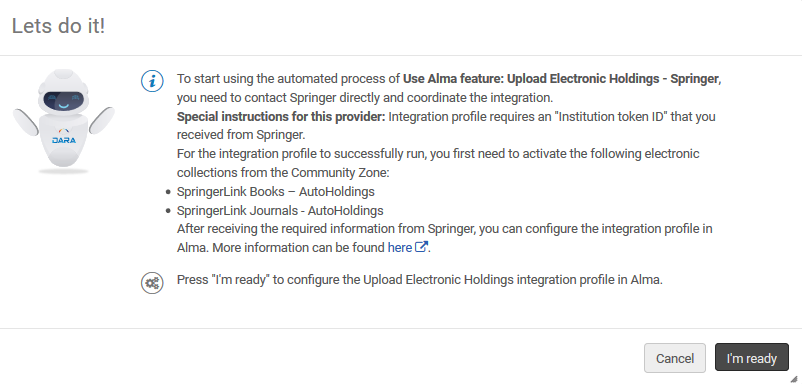 Lets do it!
DARA
To start using the automated process of Use Alma feature: Upload Electronic Holdings - Springer,
you need to contact Springer directly and coordinate the integration.
Special instructions for this provider: Integration profile requires an "Institution token ID" that you
received from Springer.
For the integration profile to successfully run, you first need to activate the following electronic
collections from the Community Zone:
• SpringerLink Books – AutoHoldings
• SpringerLink Journals - AutoHoldings
After receiving the required information from Springer, you can configure the integration profile in
Alma. More information can be found here.
Press "I'm ready" to configure the Upload Electronic Holdings integration profile in Alma.
Cancel
I'm ready